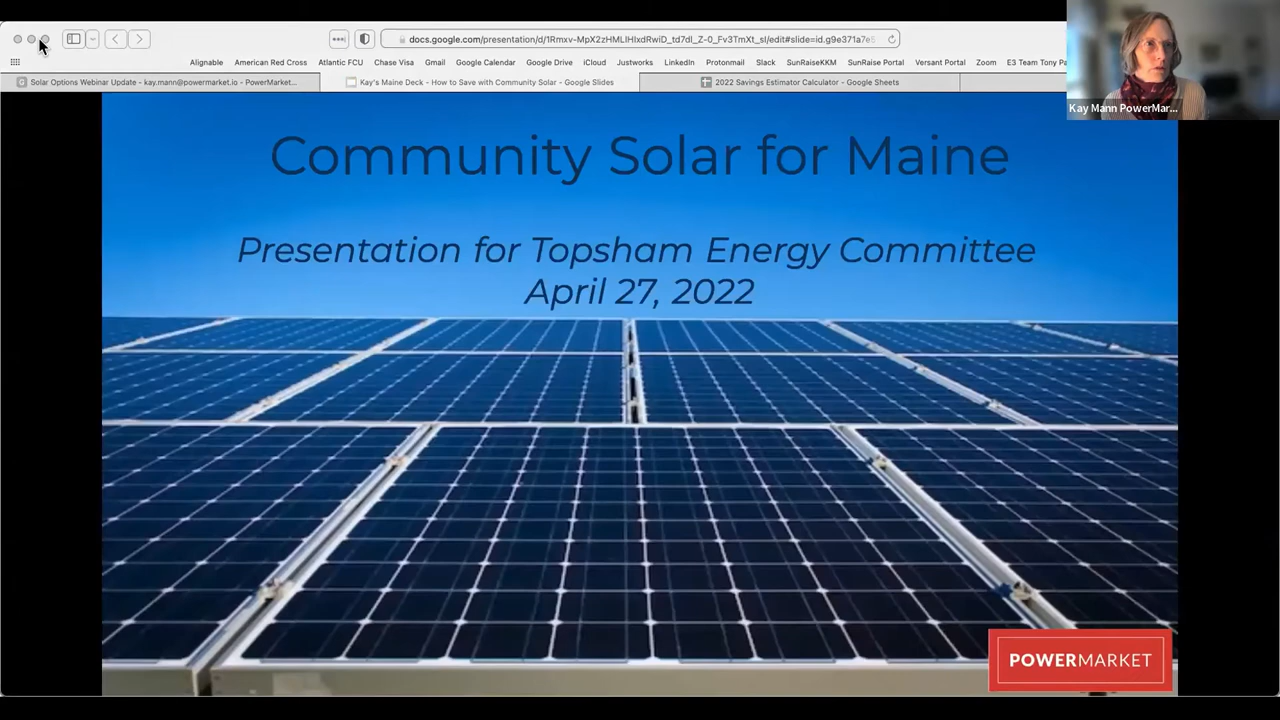 docs.google.com/presentation/d/1Rmxv-MpX2zHMLlHlxdRwiD_td7dl_Z-0_Fv3TmXt_sI/edit#slide=id.g9e371a7e5
Alignable American Red Cross Atlantic FCU Chase Visa Gmail Google Calendar Google Drive iCloud Justworks LinkedIn Protonmail Slack SunRaiseKKM SunRaise Portal Versant Portal Zoom E3 Team Tony Pa
Solar Options Webinar Update - kay.mann@powermarket.io - PowerMarket...
Kay's Maine Deck - How to Save with Community Solar - Google Slides
2022 Savings Estimator Calculator - Google Sheets
Kay Mann PowerMar...
Community Solar for Maine
Presentation for Topsham Energy Committee
April 27, 2022
POWERMARKET